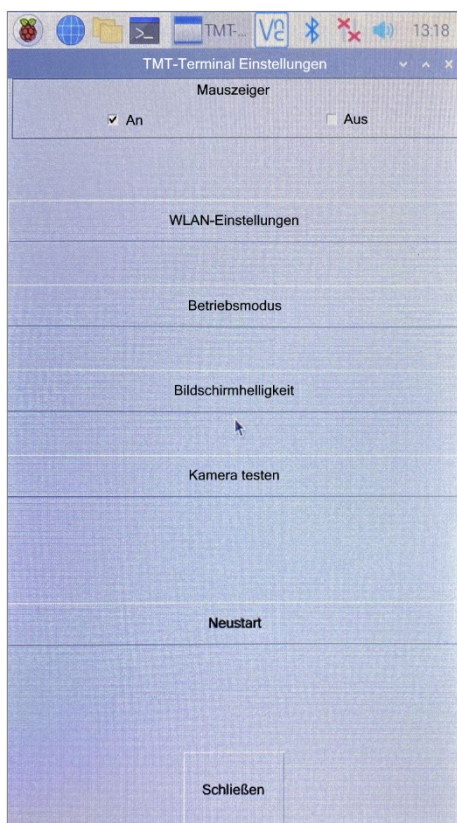 TMT-...
13:18
TMT-Terminal Einstellungen
Mauszeiger
An
Aus
WLAN-Einstellungen
Betriebsmodus
Bildschirmhelligkeit
Kamera testen
Neustart
Schließen